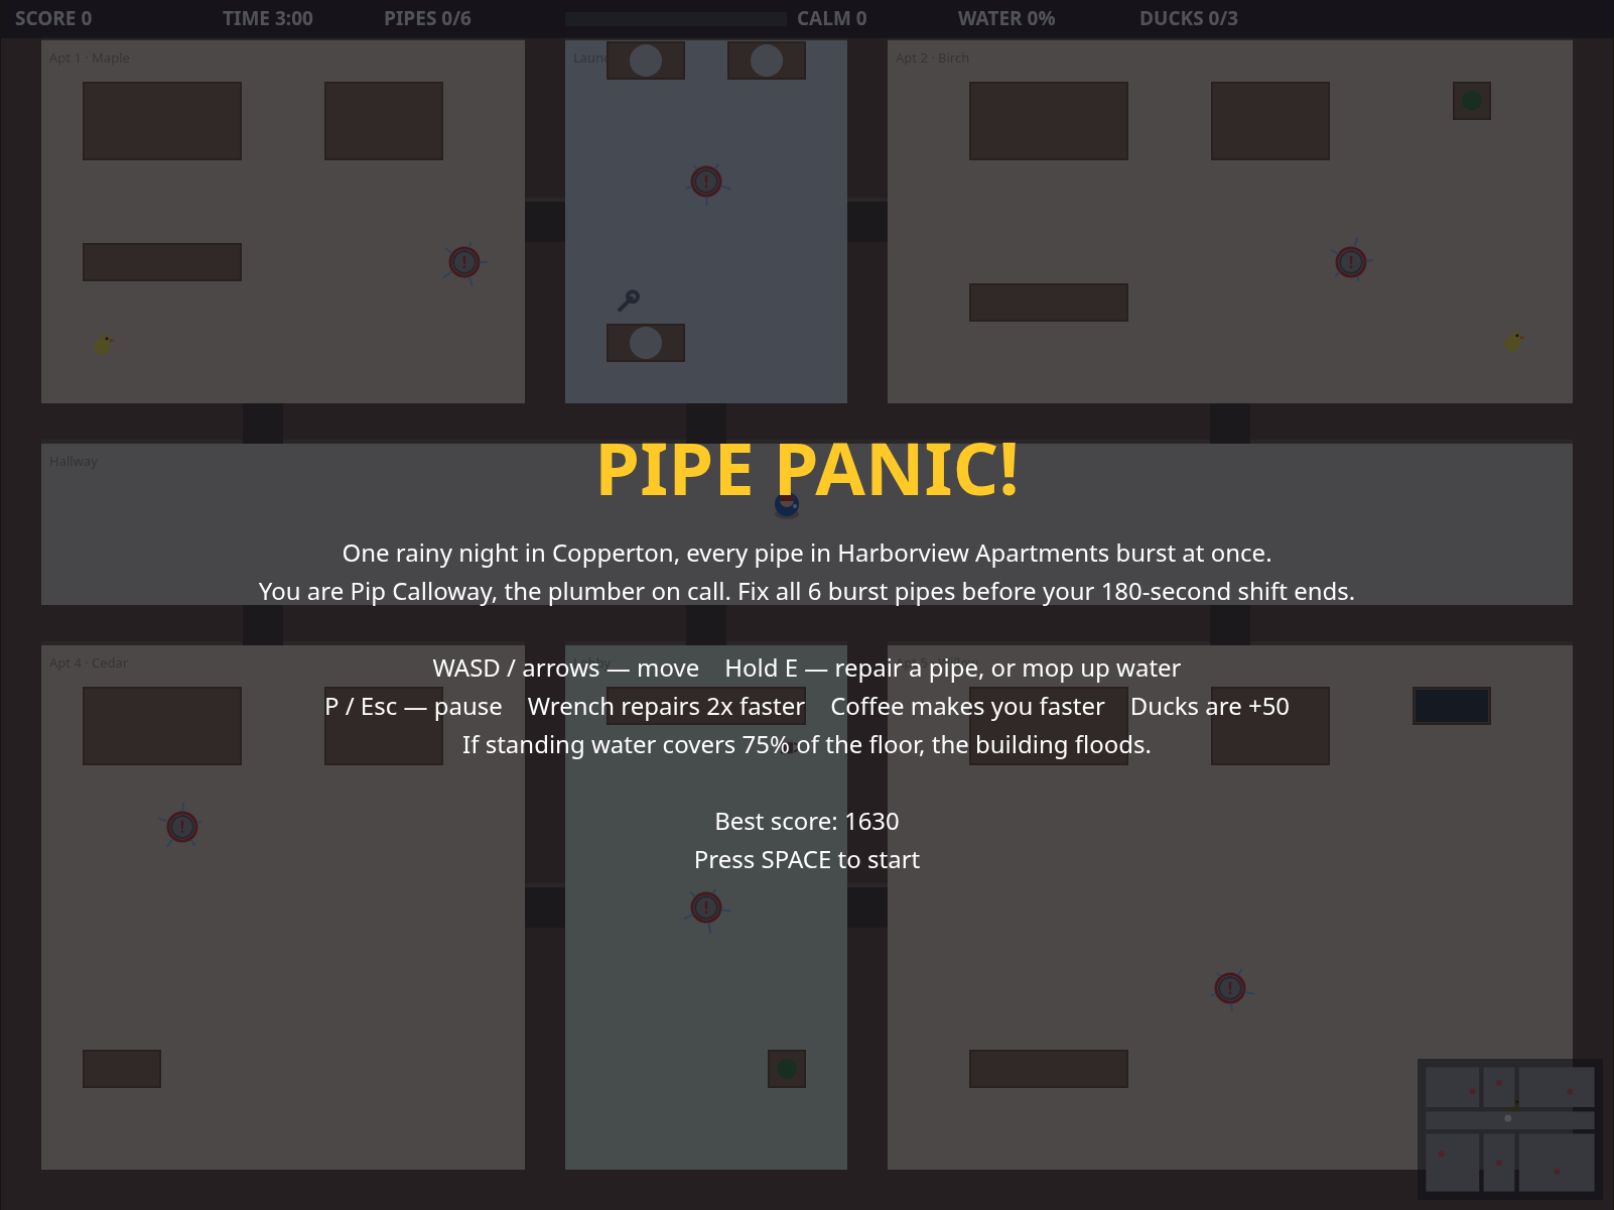 SCORE 0 TIME 3:00 PIPES 0/6 CALM 0 WATER 0% DUCKS 0/3
Apt 1 · Maple
Apt 2 · Birch
!
!
!
Hallway
PIPE PANIC!
One rainy night in Copperton, every pipe in Harborview Apartments burst at once.
You are Pip Calloway, the plumber on call. Fix all 6 burst pipes before your 180-second shift ends.
Apt 4 · Cedar
WASD / arrows — move Hold E — repair a pipe, or mop up water
P / Esc — pause Wrench repairs 2x faster Coffee makes you faster Ducks are +50
If standing water covers 75% of the floor, the building floods.
Best score: 1630
Press SPACE to start
!
!
!